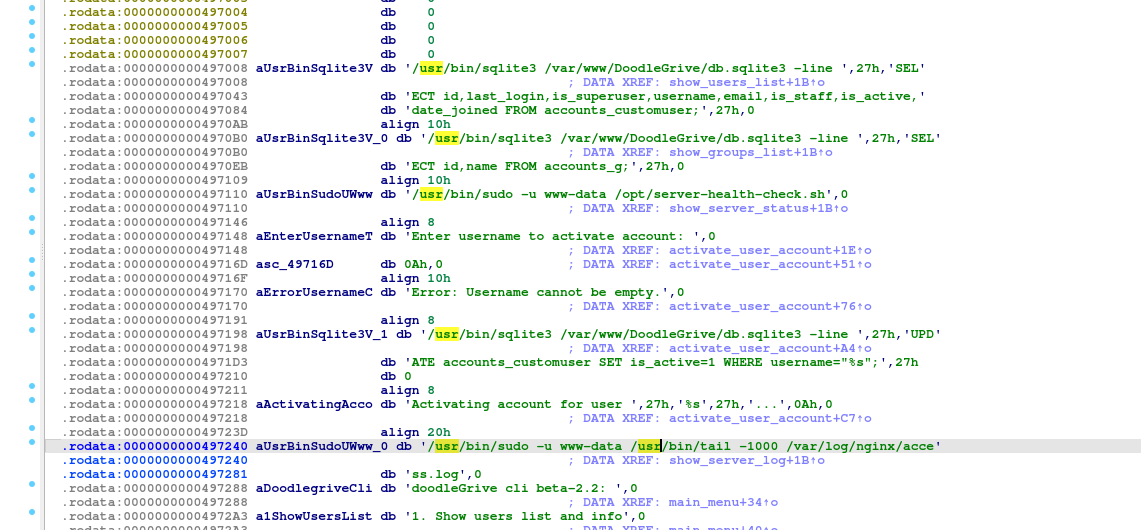 .rodata:0000000000497004 db 0
.rodata:0000000000497005 db 0
.rodata:0000000000497006 db 0
.rodata:0000000000497007 db 0
.rodata:0000000000497008 aUsrBinSqlite3V db '/usr/bin/sqlite3 /var/www/DoodleGrive/db.sqlite3 -line ',27h,'SEL'
.rodata:0000000000497008 ; DATA XREF: show_users_list+1B↑o
.rodata:0000000000497043 db 'ECT id,last_login,is_superuser,username,email,is_staff,is_active,'
.rodata:0000000000497084 db 'date_joined FROM accounts_customuser;',27h,0
.rodata:00000000004970AB align 10h
.rodata:00000000004970B0 aUsrBinSqlite3V_0 db '/usr/bin/sqlite3 /var/www/DoodleGrive/db.sqlite3 -line ',27h,'SEL'
.rodata:00000000004970B0 ; DATA XREF: show_groups_list+1B↑o
.rodata:00000000004970EB db 'ECT id,name FROM accounts_g;',27h,0
.rodata:0000000000497109 align 10h
.rodata:0000000000497110 aUsrBinSudoUWww db '/usr/bin/sudo -u www-data /opt/server-health-check.sh',0
.rodata:0000000000497110 ; DATA XREF: show_server_status+1B↑o
.rodata:0000000000497146 align 8
.rodata:0000000000497148 aEnterUsernameT db 'Enter username to activate account: ',0
.rodata:0000000000497148 ; DATA XREF: activate_user_account+1E↑o
.rodata:000000000049716D asc_49716D db 0Ah,0 ; DATA XREF: activate_user_account+51↑o
.rodata:000000000049716F align 10h
.rodata:0000000000497170 aErrorUsernameC db 'Error: Username cannot be empty.',0
.rodata:0000000000497170 ; DATA XREF: activate_user_account+76↑o
.rodata:0000000000497191 align 8
.rodata:0000000000497198 aUsrBinSqlite3V_1 db '/usr/bin/sqlite3 /var/www/DoodleGrive/db.sqlite3 -line ',27h,'UPD'
.rodata:0000000000497198 ; DATA XREF: activate_user_account+A4↑o
.rodata:00000000004971D3 db 'ATE accounts_customuser SET is_active=1 WHERE username="%s";',27h
.rodata:0000000000497210 db 0
.rodata:0000000000497211 align 8
.rodata:0000000000497218 aActivatingAcco db 'Activating account for user ',27h,'%s',27h,'...',0Ah,0
.rodata:0000000000497218 ; DATA XREF: activate_user_account+C7↑o
.rodata:000000000049723D align 20h
.rodata:0000000000497240 aUsrBinSudoUWww_0 db '/usr/bin/sudo -u www-data /usr/bin/tail -1000 /var/log/nginx/acce'
.rodata:0000000000497240 ; DATA XREF: show_server_log+1B↑o
.rodata:0000000000497281 db 'ss.log',0
.rodata:0000000000497288 aDoodlegriveCli db 'doodleGrive cli beta-2.2: ',0
.rodata:0000000000497288 ; DATA XREF: main_menu+34↑o
.rodata:00000000004972A3 a1ShowUsersList db '1. Show users list and info',0